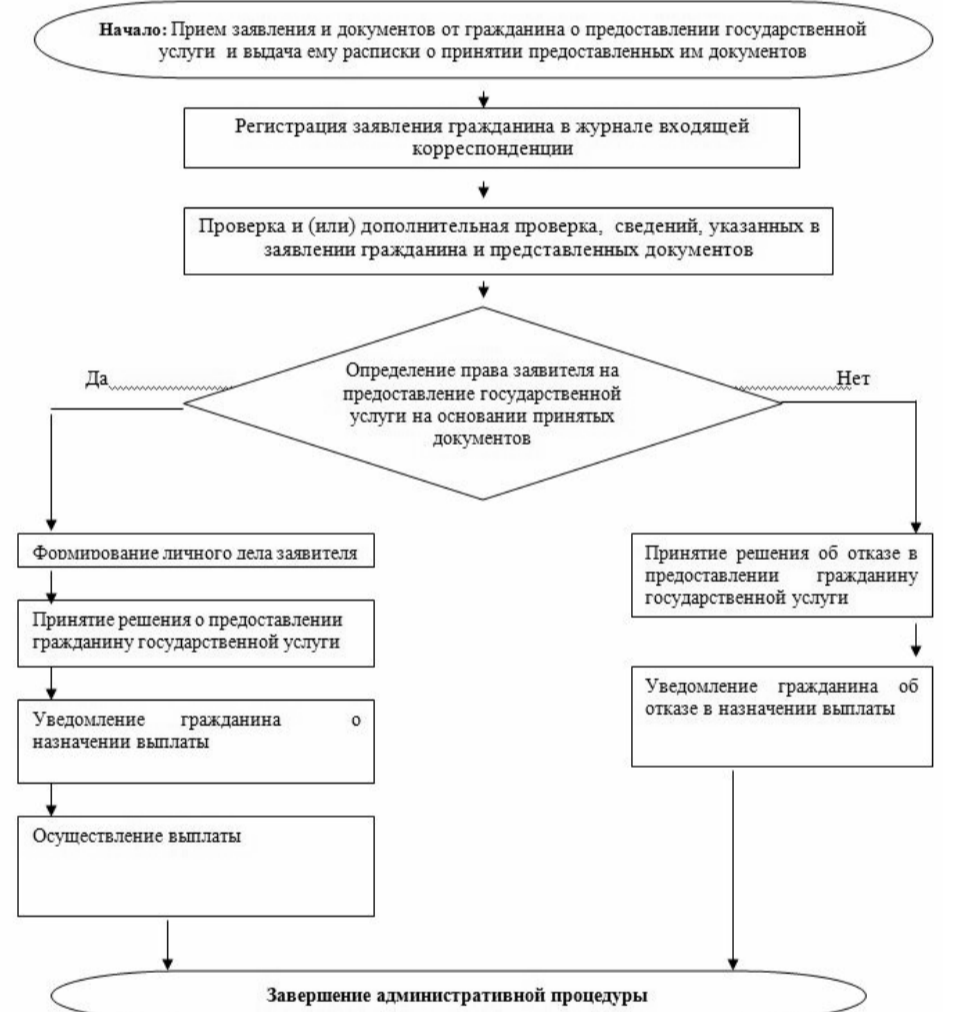 Начало: Прием заявления и документов от гражданина о предоставлении государственной
услуги и выдача ему расписки о принятии предоставленных им документов
Регистрация заявления гражданина в журнале входящей
корреспонденции
Проверка и (или) дополнительная проверка, сведений, указанных в
заявлении гражданина и представленных документов
Определение права заявителя на
предоставление государственной
услуги на основании принятых
документов
Да
Нет
Формирование личного дела заявителя
Принятие решения о предоставлении
гражданину государственной услуги
Уведомление гражданина о
назначении выплаты
Осуществление выплаты
Принятие решения об отказе в
предоставлении гражданину
государственной услуги
Уведомление гражданина об
отказе в назначении выплаты
Завершение административной процедуры